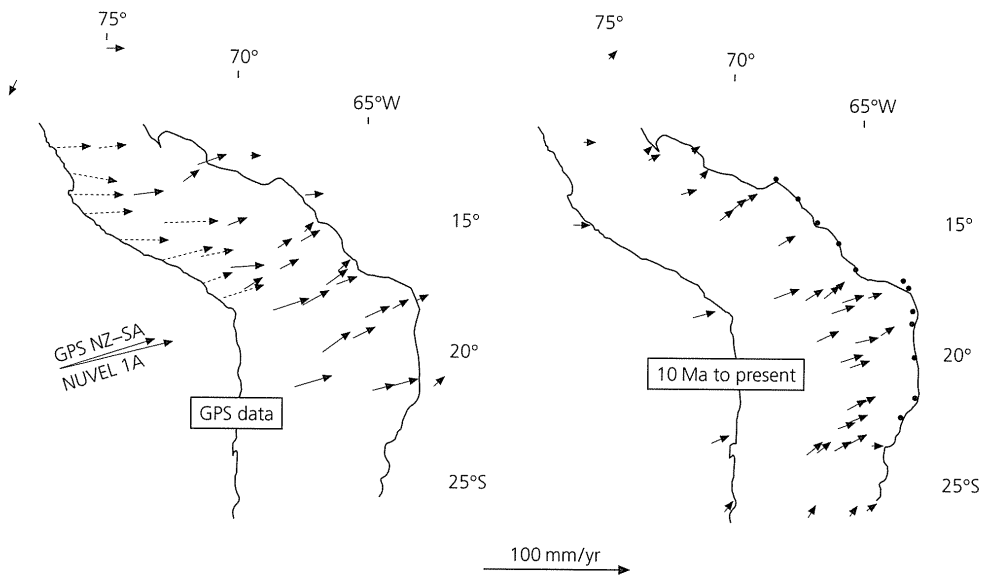 75°
70°
65°W
15°
20°
25°S
GPS NZ–SA
NUVEL 1A
GPS data
75°
70°
65°W
15°
20°
25°S
10 Ma to present
100 mm/yr